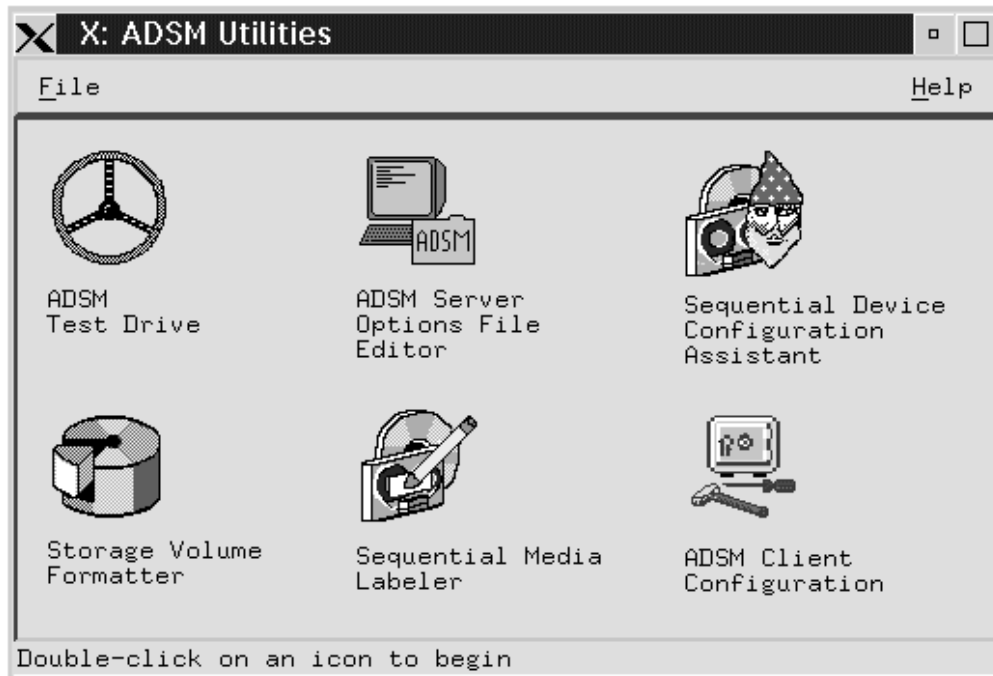 X: ADSM Utilities
File Help
ADSM
ADSM
Test Drive
ADSM Server
Options File
Editor
Sequential Device
Configuration
Assistant
Storage Volume
Formatter
Sequential Media
Labeler
ADSM Client
Configuration
Double-click on an icon to begin